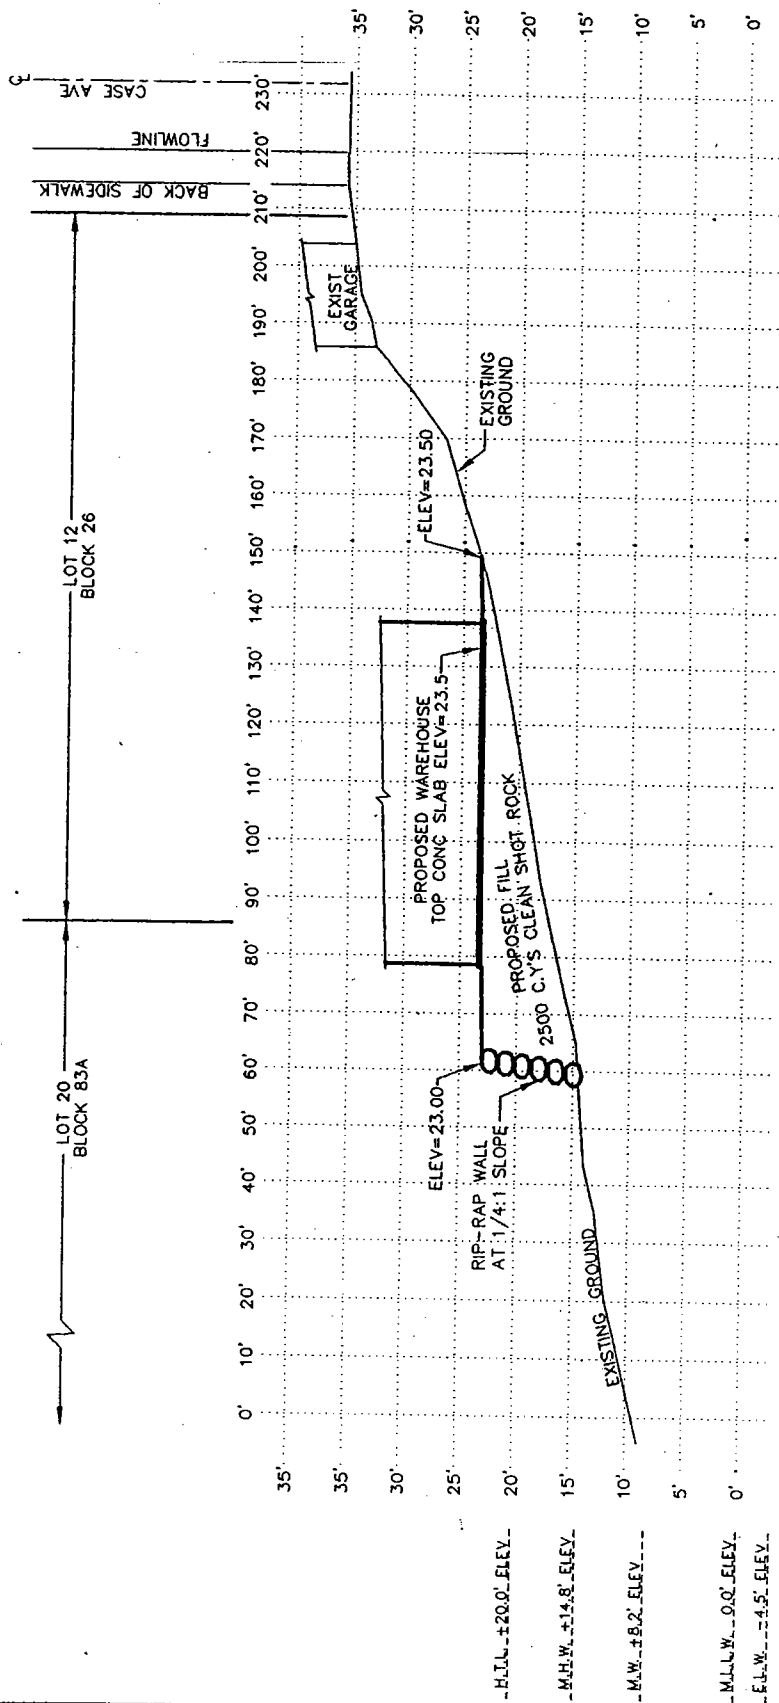 LOT 20
BLOCK 83A
LOT 12
BLOCK 26
BACK OF SIDEWALK
FLOWLINE
CASE AVE
℄
0' 10' 20' 30' 40' 50' 60' 70' 80' 90' 100' 110' 120' 130' 140' 150' 160' 170' 180' 190' 200' 210' 220' 230'
35'
30'
25'
20'
15'
10'
5'
0'
35'
30'
25'
20'
15'
10'
5'
0'
EXIST
GARAGE
PROPOSED WAREHOUSE
TOP CONC SLAB ELEV=23.5
ELEV=23.50
ELEV=23.00
EXISTING
GROUND
RIP-RAP WALL
AT 1/4:1 SLOPE
PROPOSED FILL
2500 C.Y'S CLEAN SHOT ROCK
EXISTING GROUND
H.T.L. +20.0' ELEV
M.H.W. +14.8' ELEV
M.W. +8.2' ELEV
M.L.L.W. 0.0' ELEV
E.L.W. -4.5' ELEV